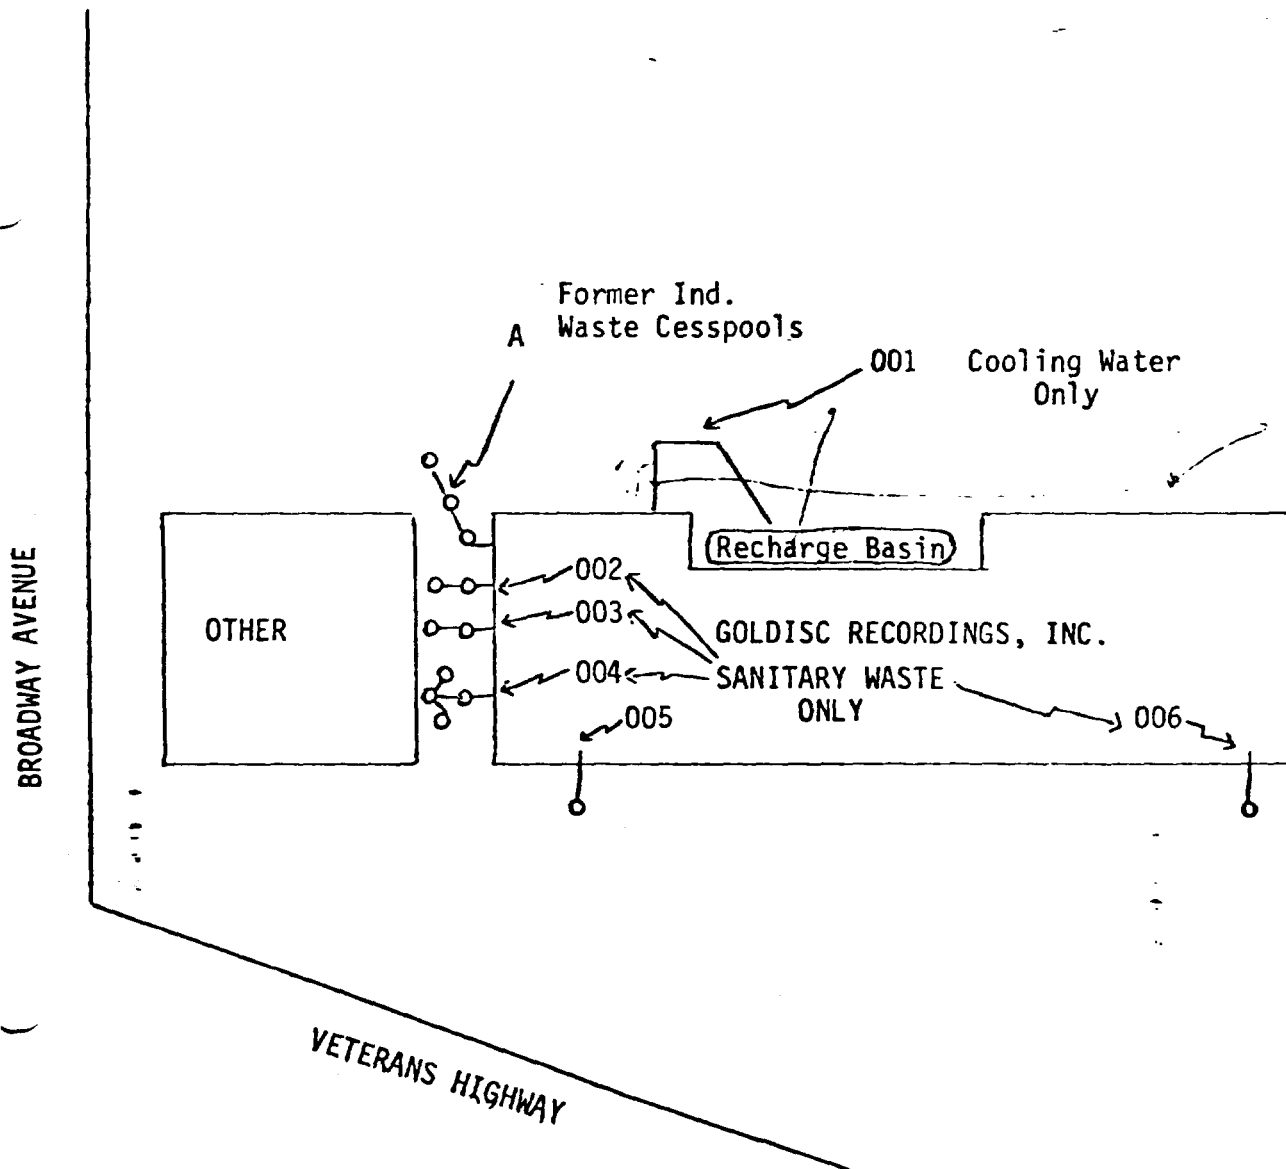 Former Ind.
A Waste Cesspools
001 Cooling Water
Only
Recharge Basin
002
003
GOLDISC RECORDINGS, INC.
004
SANITARY WASTE
ONLY
005
006
OTHER
BROADWAY AVENUE
VETERANS HIGHWAY